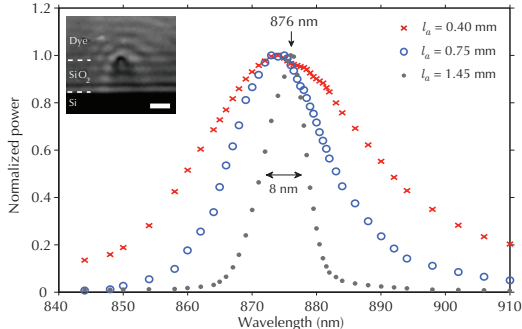 876 nm
× lₐ = 0.40 mm
○ lₐ = 0.75 mm
• lₐ = 1.45 mm
Dye
SiO₂
Si
8 nm
Normalized power
1.2
1.0
0.8
0.6
0.4
0.2
0
840 850 860 870 880 890 900 910
Wavelength (nm)